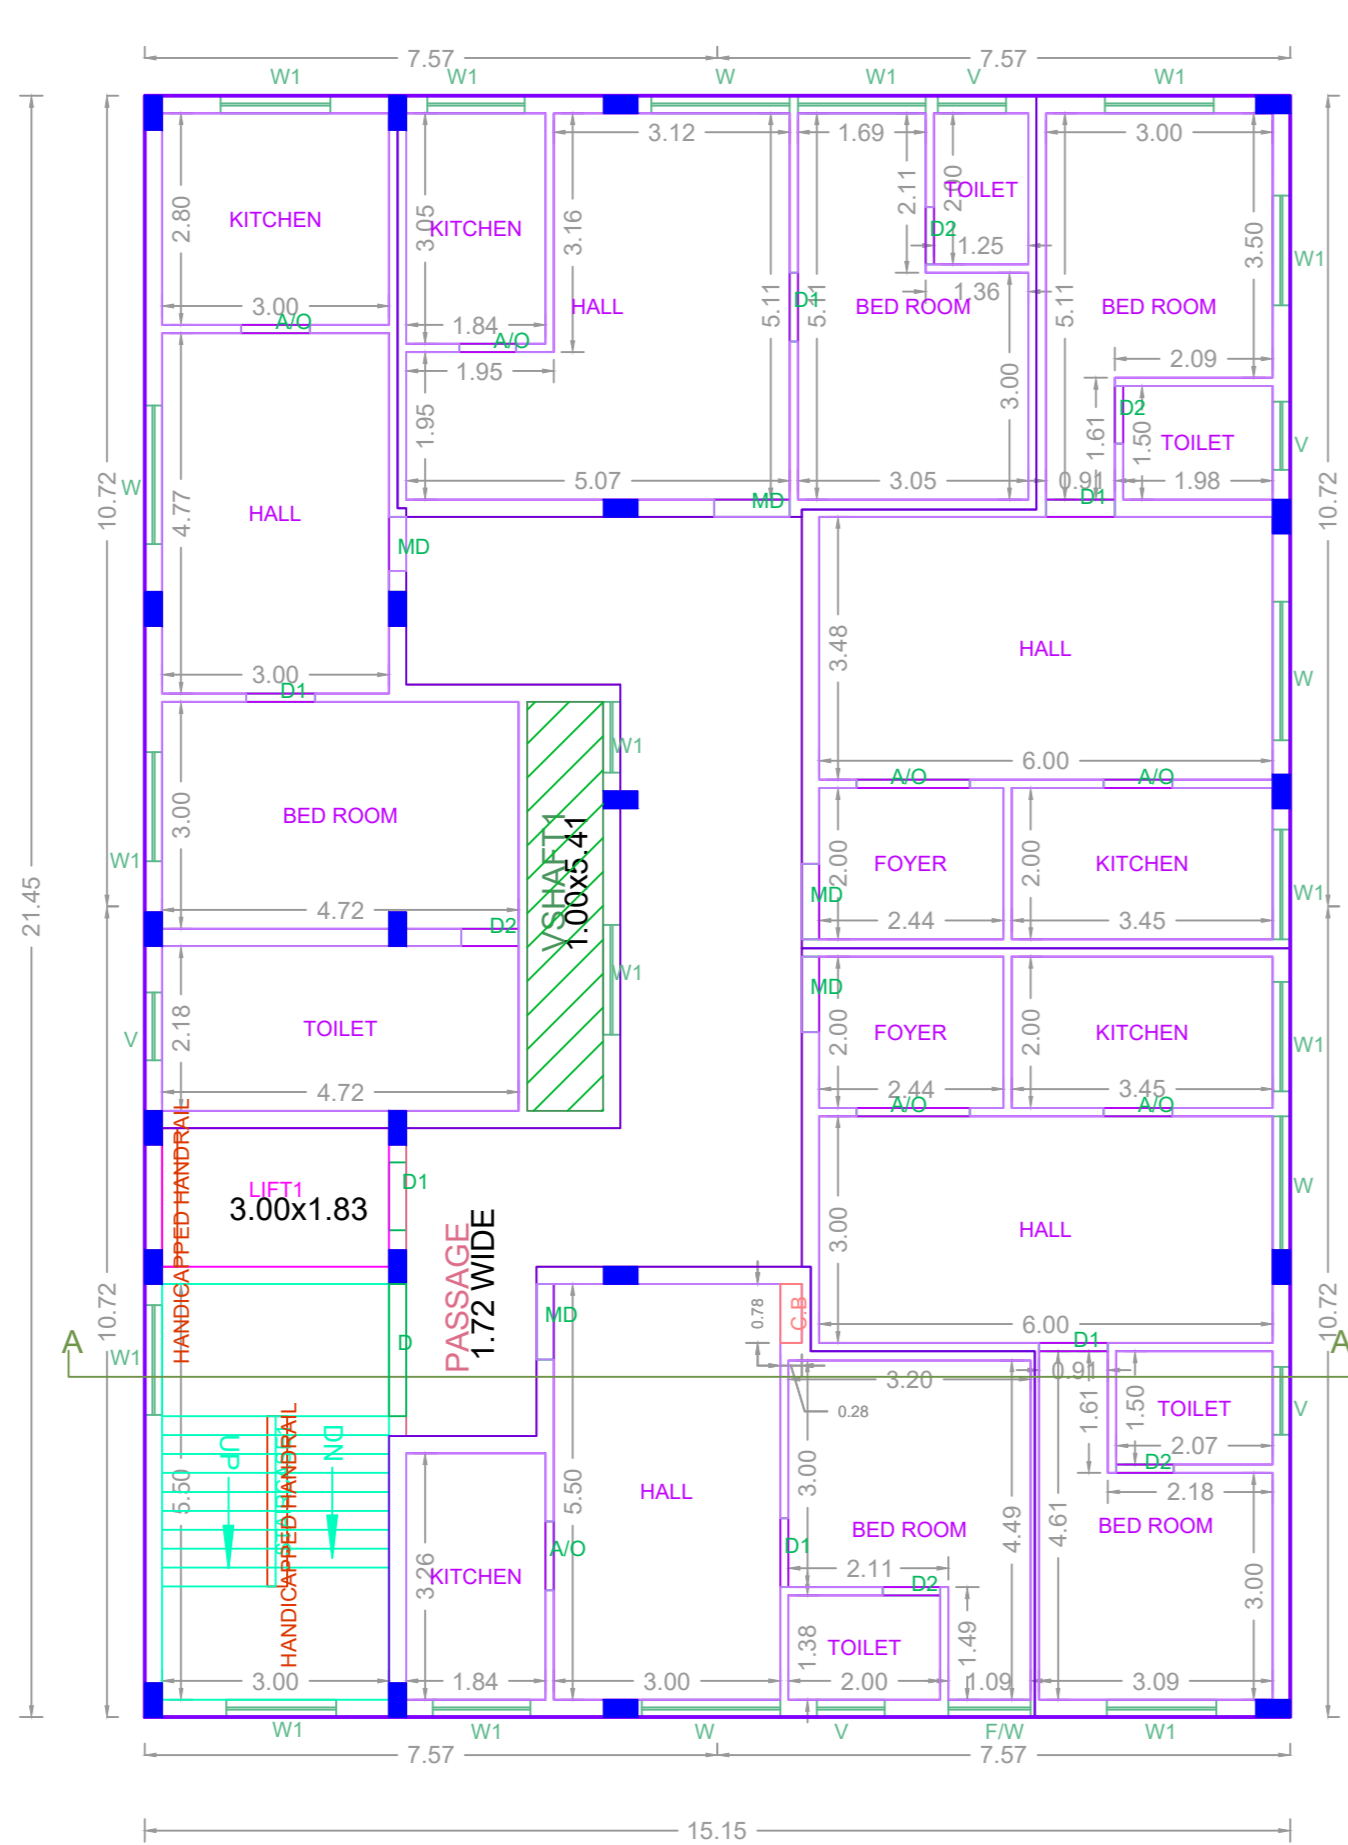 7.57
7.57
W1
W1
W
W1
V
W1
3.12
1.69
3.00
2.80
KITCHEN
3.05
KITCHEN
3.16
HALL
5.11
D1
5.11
2.11
2.00
TOILET
D2
1.25
1.36
BED ROOM
5.11
BED ROOM
3.50
W1
3.00
A/O
1.84
A/O
1.95
2.09
3.00
1.95
1.61
D2
1.50
TOILET
V
10.72
W
4.77
HALL
5.07
MD
3.05
0.91
D1
1.98
10.72
MD
3.48
HALL
W
3.00
D1
W1
6.00
A/O
A/O
3.00
BED ROOM
VSHAFT1
1.00x5.41
W1
21.45
4.72
D2
MD
2.00
FOYER
2.00
KITCHEN
W1
2.44
3.45
W1
MD
V
2.18
TOILET
2.00
FOYER
2.00
KITCHEN
W1
4.72
2.44
3.45
A/O
A/O
HANDICAPPED HANDRAIL
LIFT1
3.00x1.83
D1
PASSAGE
1.72 WIDE
3.00
HALL
W
10.72
A
W1
D
MD
0.78
C.B
6.00
D1
10.72
A
3.20
0.91
0.28
1.61
1.50
TOILET
V
2.07
D2
2.18
UP
DN
HANDICAPPED HANDRAIL
5.50
5.50
HALL
3.00
D1
BED ROOM
4.49
4.61
BED ROOM
3.26
KITCHEN
A/O
2.11
D2
3.00
1.38
TOILET
1.49
3.00
1.84
3.00
2.00
1.09
3.09
W1
W1
W
V
F/W
W1
7.57
7.57
15.15